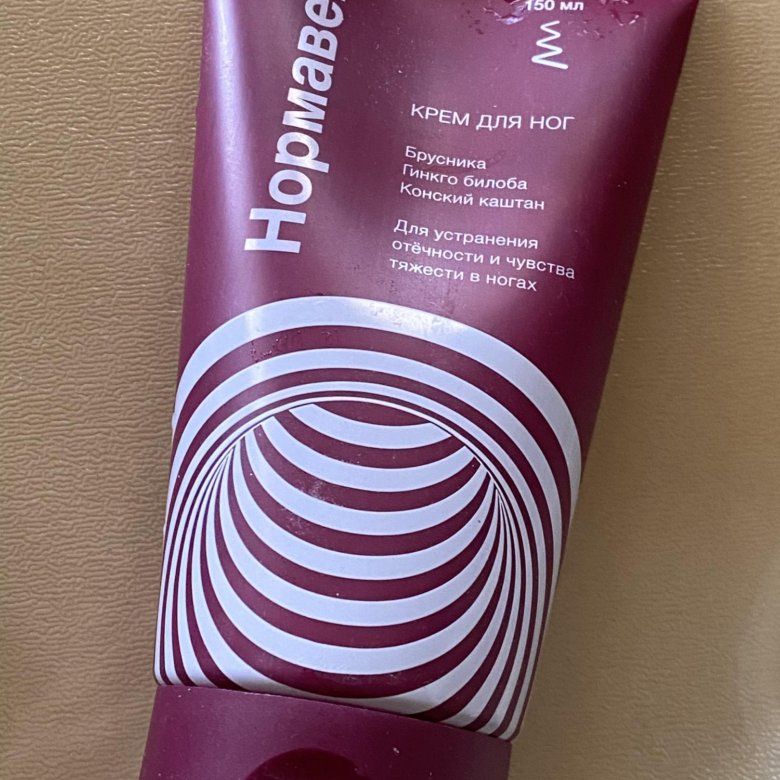 150 мл
Нормаве
КРЕМ ДЛЯ НОГ
Брусника
Гинкго билоба
Конский каштан
Для устранения
отёчности и чувства
тяжести в ногах